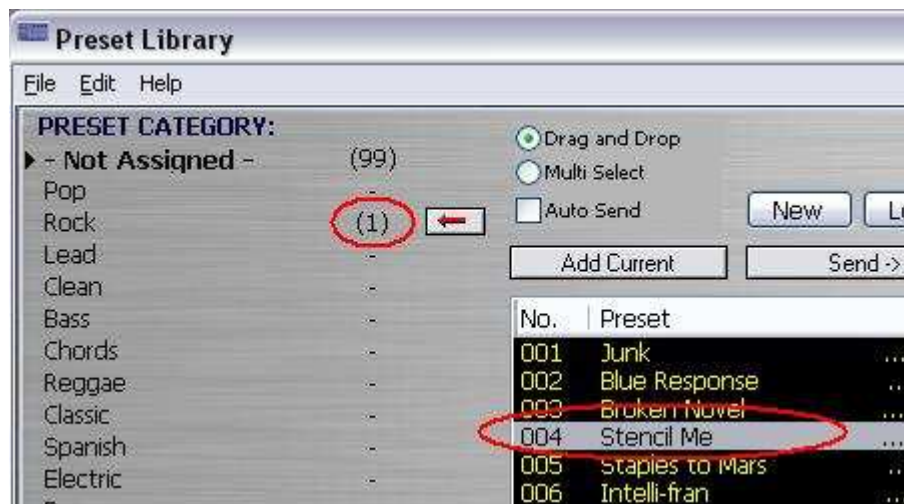 Preset Library
File Edit Help
PRESET CATEGORY:
- Not Assigned - (99)
Pop -
Rock (1)
Lead -
Clean -
Bass -
Chords -
Reggae -
Classic -
Spanish -
Electric -
Drag and Drop
Multi Select
Auto Send
New
Add Current Send ->
No. Preset
001 Junk ...
002 Blue Response ..
003 Broken Novel ...
004 Stencil Me ...
005 Staples to Mars ..
006 Intelli-fran ..